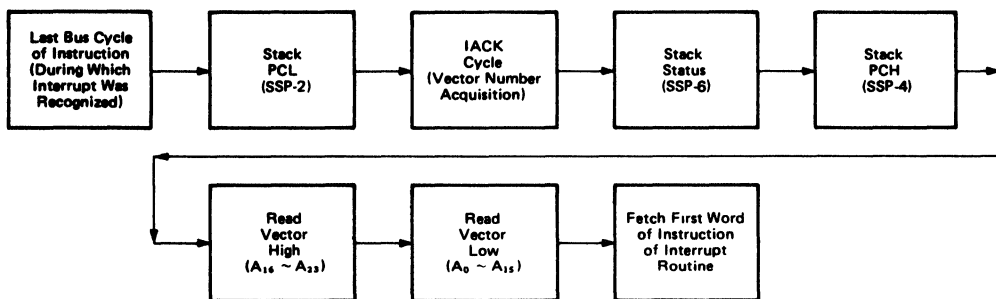 Last Bus Cycle
of Instruction
(During Which
Interrupt Was
Recognized)
Stack
PCL
(SSP-2)
IACK
Cycle
(Vector Number
Acquisition)
Stack
Status
(SSP-6)
Stack
PCH
(SSP-4)
Read
Vector
High
(A₁₆ ~ A₂₃)
Read
Vector
Low
(A₀ ~ A₁₅)
Fetch First Word
of Instruction
of Interrupt
Routine